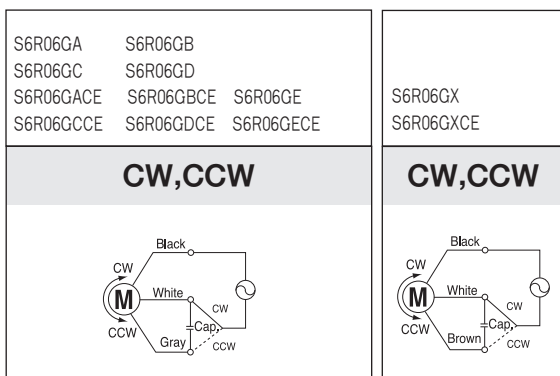 S6R06GA S6R06GB
S6R06GC S6R06GD
S6R06GACE S6R06GBCE S6R06GE
S6R06GCCE S6R06GDCE S6R06GECE
CW,CCW
Black
CW
White
CW
M
Cap.
CCW
Gray
CCW
S6R06GX
S6R06GXCE
CW,CCW
Black
CW
White
CW
M
Cap.
CCW
Brown
CCW